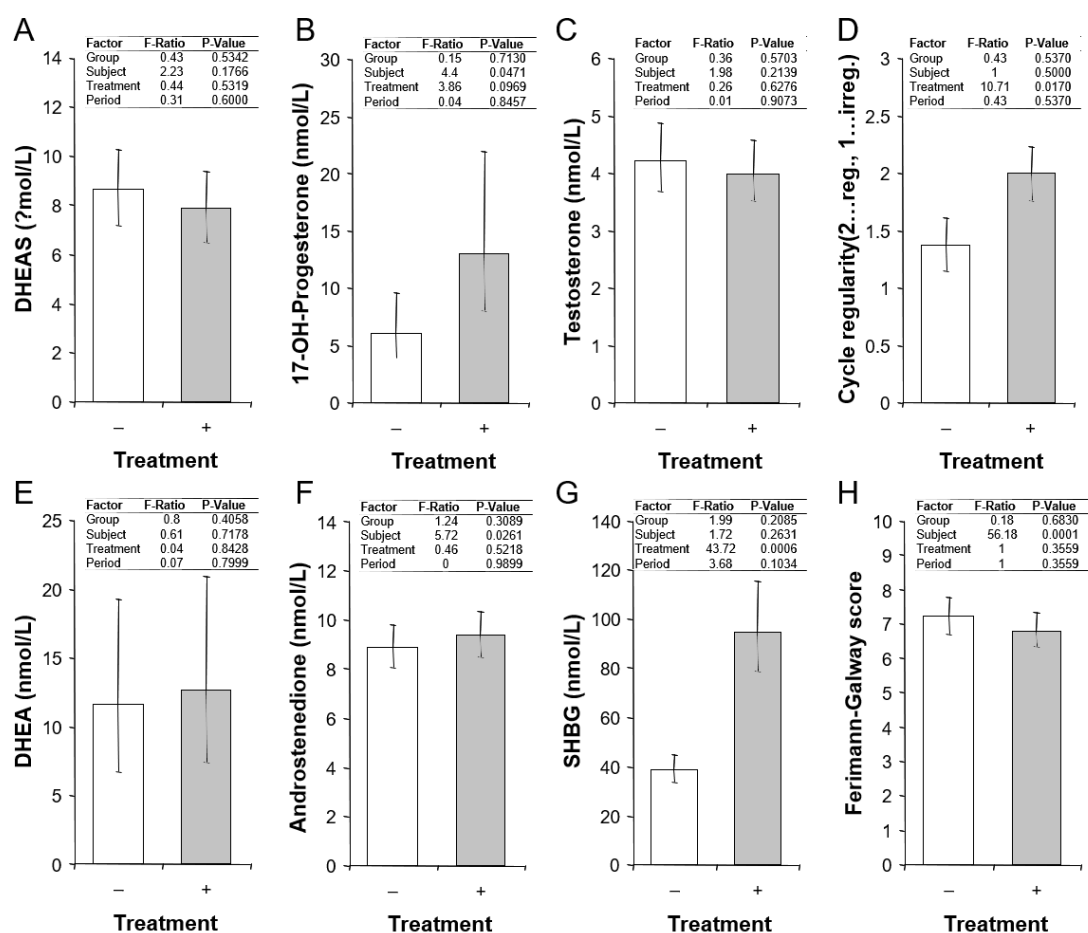 A
Factor F-Ratio P-Value
Group 0.43 0.5342
Subject 2.23 0.1766
Treatment 0.44 0.5319
Period 0.31 0.6000
DHEAS (?mol/L)
14
12
10
8
6
4
2
0
– +
Treatment
B
Factor F-Ratio P-Value
Group 0.15 0.7130
Subject 4.4 0.0471
Treatment 3.86 0.0969
Period 0.04 0.8457
17-OH-Progesterone (nmol/L)
30
25
20
15
10
5
0
– +
Treatment
C
Factor F-Ratio P-Value
Group 0.36 0.5703
Subject 1.98 0.2139
Treatment 0.26 0.6276
Period 0.01 0.9073
Testosterone (nmol/L)
6
5
4
3
2
1
0
– +
Treatment
D
Factor F-Ratio P-Value
Group 0.43 0.5370
Subject 1 0.5000
Treatment 10.71 0.0170
Period 0.43 0.5370
Cycle regularity(2...reg., 1...irreg.)
3
2.5
2
1.5
1
0.5
0
– +
Treatment
E
Factor F-Ratio P-Value
Group 0.8 0.4058
Subject 0.61 0.7178
Treatment 0.04 0.8428
Period 0.07 0.7999
DHEA (nmol/L)
25
20
15
10
5
0
– +
Treatment
F
Factor F-Ratio P-Value
Group 1.24 0.3089
Subject 5.72 0.0261
Treatment 0.46 0.5218
Period 0 0.9899
Androstenedione (nmol/L)
14
12
10
8
6
4
2
0
– +
Treatment
G
Factor F-Ratio P-Value
Group 1.99 0.2085
Subject 1.72 0.2631
Treatment 43.72 0.0006
Period 3.68 0.1034
SHBG (nmol/L)
140
120
100
80
60
40
20
0
– +
Treatment
H
Factor F-Ratio P-Value
Group 0.18 0.6830
Subject 56.18 0.0001
Treatment 1 0.3559
Period 1 0.3559
Ferimann-Galway score
10
9
8
7
6
5
4
3
2
1
0
– +
Treatment